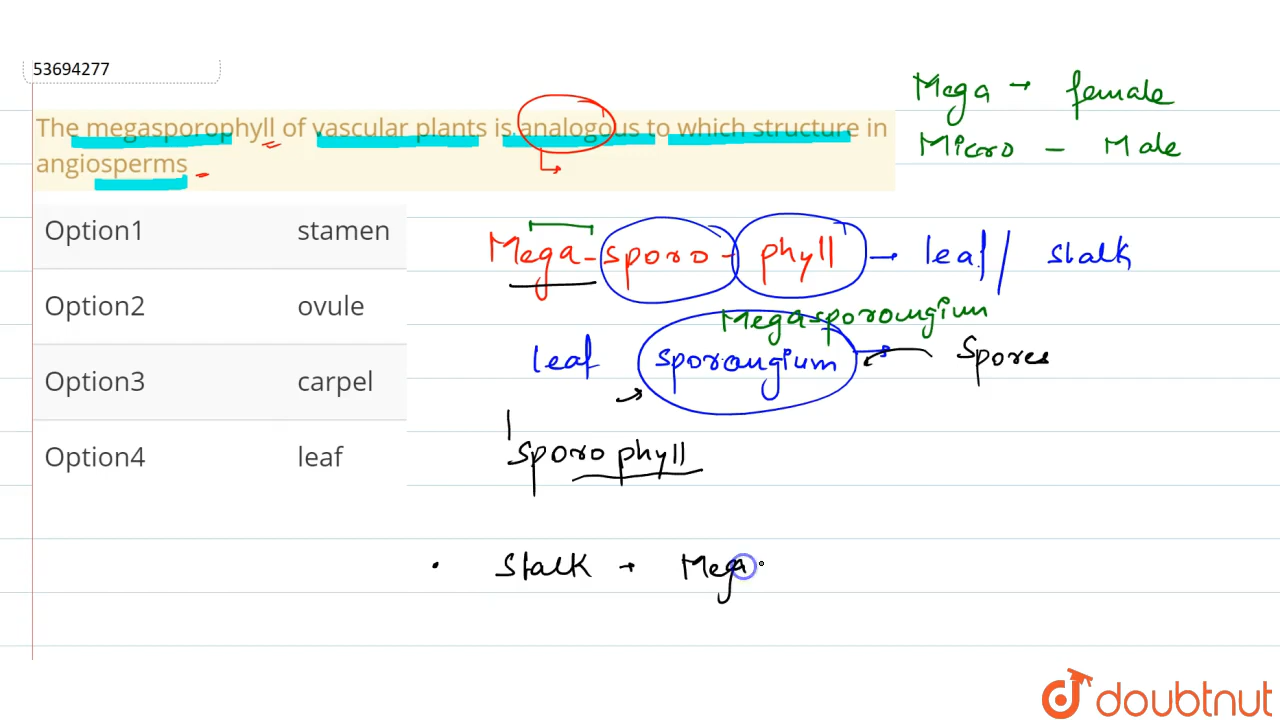 53694277
The megasporophyll of vascular plants is analogous to which structure in
angiosperms
Mega → female
Micro - Male
Option1 stamen
Option2 ovule
Option3 carpel
Option4 leaf
Mega-sporo-phyll → leaf/ stalk
Megasporangium
leaf sporangium Spores
Sporophyll
Stalk → Mega
doubtnut